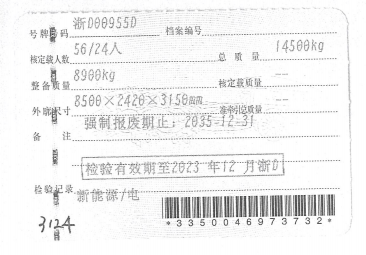 号牌号码 浙D00955D 档案编号
核定载人数 56/24人 总质量 14500kg
整备质量 8900kg 核定载质量 --
外廓尺寸 8500×2420×3150mm 准牵引总质量 --
强制报废期止：2035-12-31
备注
检验有效期至2023年12月浙D
检验记录 新能源/电
3124
*3350046973732*